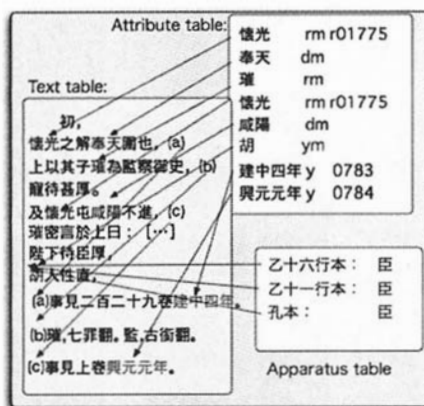 Attribute table:
懷光 rm r01775
奉天 dm
璀 rm
懷光 rm r01775
咸陽 dm
胡 ym
建中四年 y 0783
興元元年 y 0784
Text table:
初,
懷光之解奉天圍也, (a)
上以其子璀為監察御史, (b)
寵待甚厚。
及懷光屯咸陽不進, (c)
璀密言於上曰: [⋯]
陛下待臣厚,
胡人性直,
(a)事見二百二十九卷建中四年,
(b)璀,七罪翻。監,古銜翻。
(c)事見上卷興元元年。
乙十六行本: 臣
乙十一行本: 臣
孔本: 臣
Apparatus table